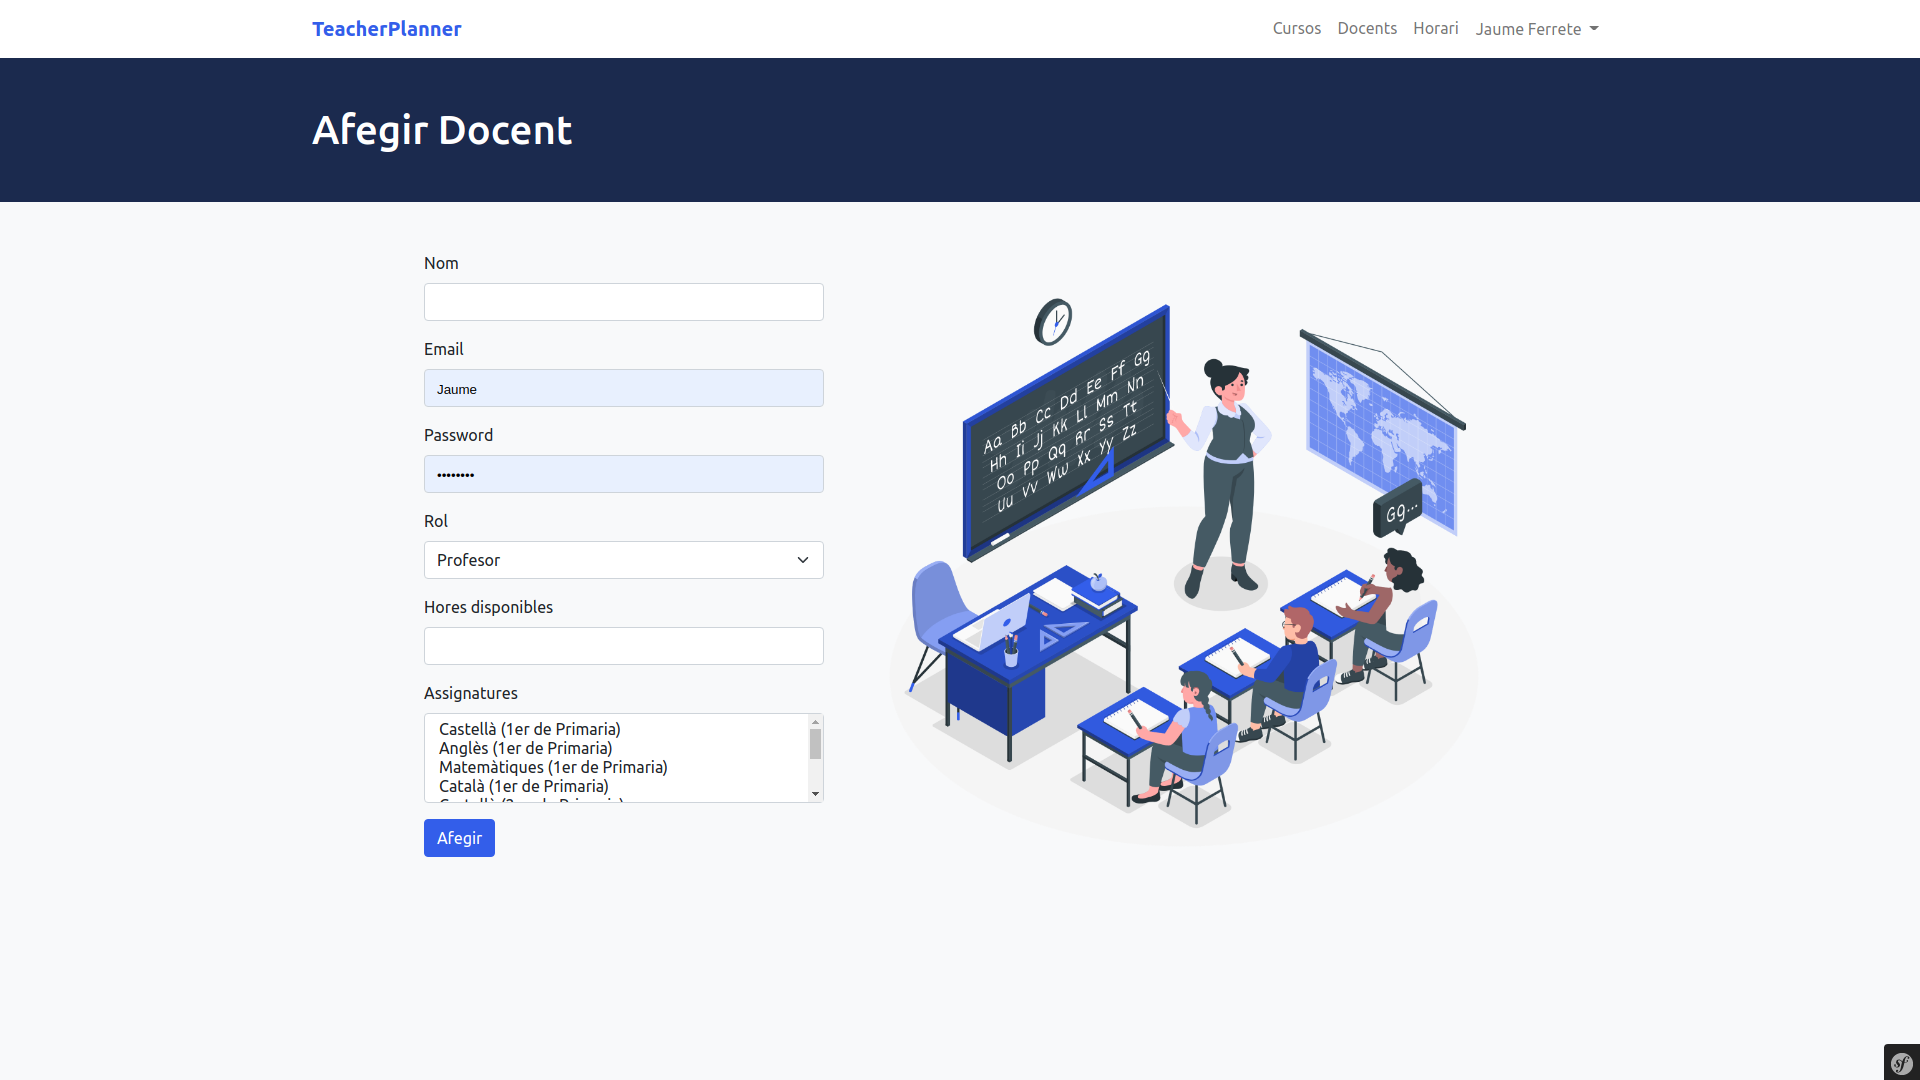 TeacherPlanner
Cursos Docents Horari Jaume Ferrete
Afegir Docent
Nom
Email
Jaume
Password
••••••••
Rol
Profesor
Hores disponibles
Assignatures
Castellà (1er de Primaria)
Anglès (1er de Primaria)
Matemàtiques (1er de Primaria)
Català (1er de Primaria)
Afegir
Aa Bb Cc Dd Ee Ff Gg
Hh Ii Jj Kk Ll Mm Nn
Oo Pp Qq Rr Ss Tt
Uu Vv Ww Xx Yy Zz
Gg...
sf